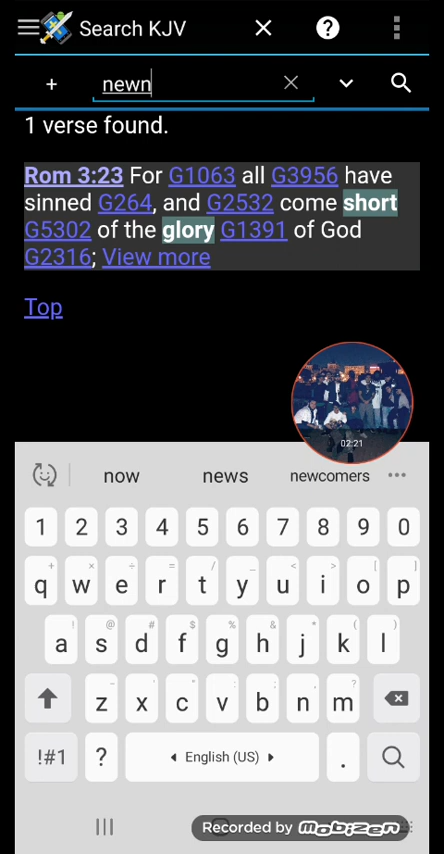 Search KJV
?
+ newn
1 verse found.
Rom 3:23 For G1063 all G3956 have
sinned G264, and G2532 come short
G5302 of the glory G1391 of God
G2316; View more
Top
02:21
now news newcomers
1 2 3 4 5 6 7 8 9 0
q w e r t y u i o p
a s d f g h j k l
z x c v b n m
!#1 ? English (US) .
Recorded by Mobizen